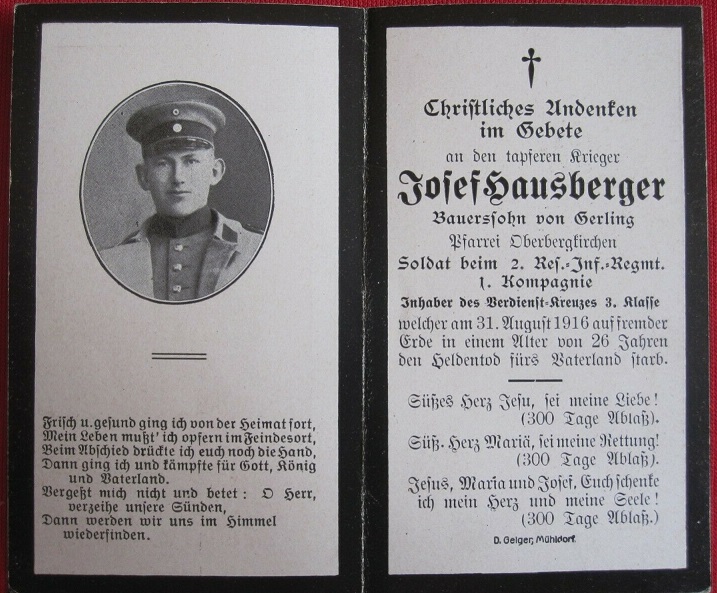 Frisch u. gesund ging ich von der Heimat fort,
Mein Leben mußt' ich opfern im Feindesort,
Beim Abschied drückte ich euch noch die Hand,
Dann ging ich und kämpfte für Gott, König
und Vaterland.
Vergeßt mich nicht und betet: O Herr,
verzeihe unsere Sünden,
Dann werden wir uns im Himmel
wiederfinden.
Christliches Andenken
im Gebete
an den tapferen Krieger
Josef Hausberger
Bauerssohn von Gerling
Pfarrei Oberbergkirchen
Soldat beim 2. Res.-Inf.-Regmt.
1. Kompagnie
Inhaber des Verdienst-Kreuzes 3. Klasse
welcher am 31. August 1916 auf fremder
Erde in einem Alter von 26 Jahren
den Heldentod fürs Vaterland starb.
Süßes Herz Jesu, sei meine Liebe!
(300 Tage Ablaß).
Süß. Herz Mariä, sei meine Rettung!
(300 Tage Ablaß).
Jesus, Maria und Josef, Euch schenke
ich mein Herz und meine Seele!
(300 Tage Ablaß.)
D. Geiger, Mühldorf.